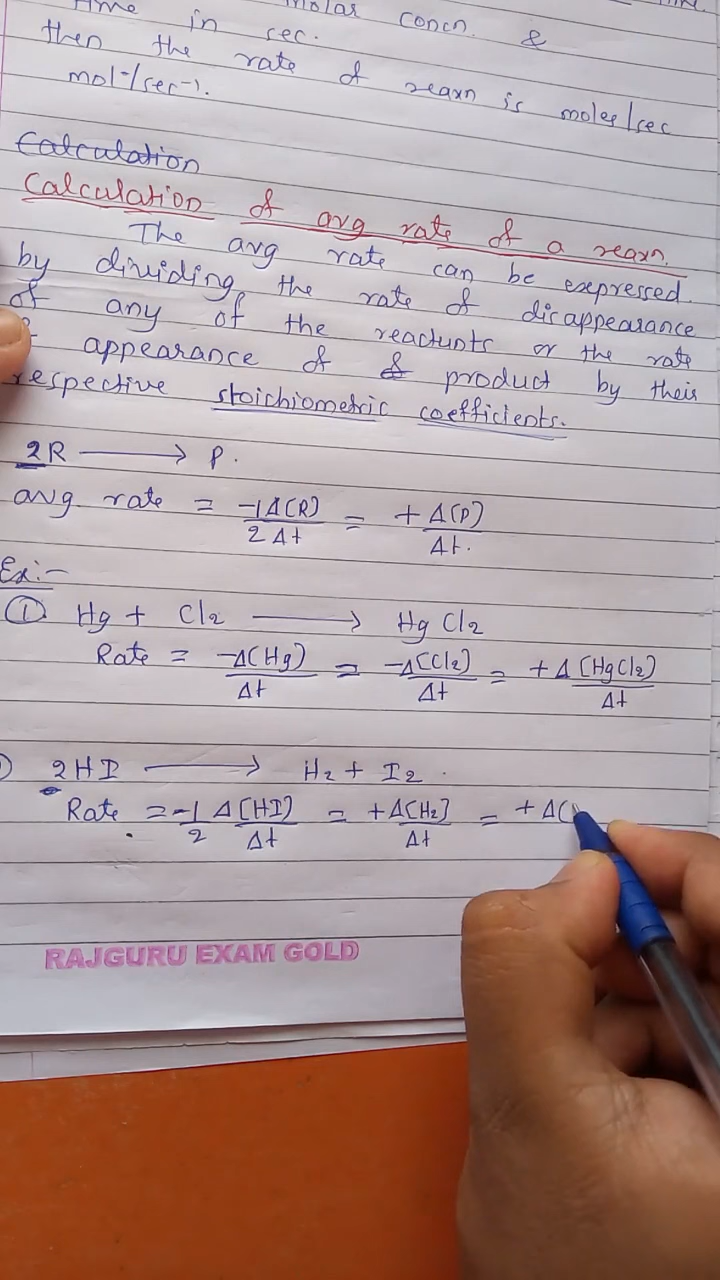 time in sec. molar concn. &
then the rate of reaxn is moles/sec
mol-1/sec-1.
Calculation
Calculation of avg rate of a reaxn.
The avg rate can be expressed.
by dividing the rate of disappearance
of any of the reactunts or the rate
appearance of & product by their
respective stoichiometric coefficients.
2R ⟶ P.
avg rate = -1Δ(R)/2Δt = +Δ(P)/Δt.
Ex:-
① Hg + Cl2 ⟶ HgCl2
Rate = -Δ(Hg)/Δt = -Δ[Cl2]/Δt = +Δ[HgCl2]/Δt
2HI ⟶ H2 + I2.
Rate = -1/2 Δ[HI]/Δt = +Δ[H2]/Δt = +Δ(
RAJGURU EXAM GOLD